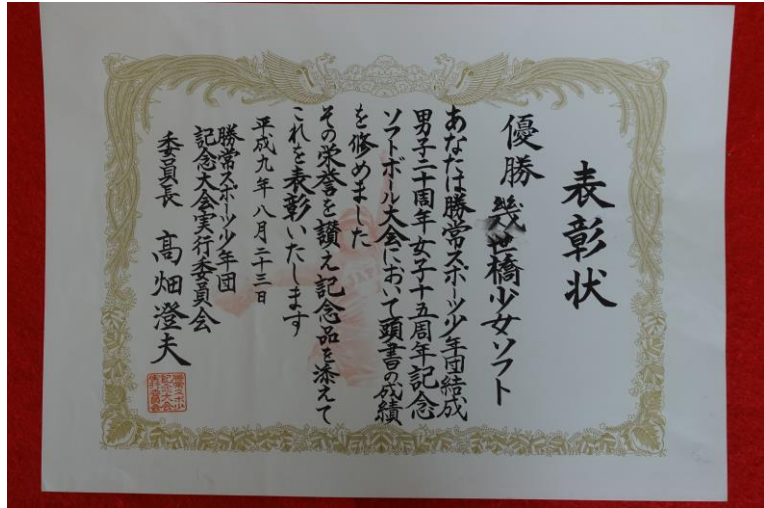 表彰状
優勝 幾世橋少女ソフト
あなたは勝常スポーツ少年団結成
男子二十周年女子十五周年記念
ソフトボール大会において頭書の成績
を修めました
その栄誉を讃え記念品を添えて
これを表彰いたします
平成九年八月二十三日
勝常スポーツ少年団
記念大会実行委員会
委員長 高畑澄夫